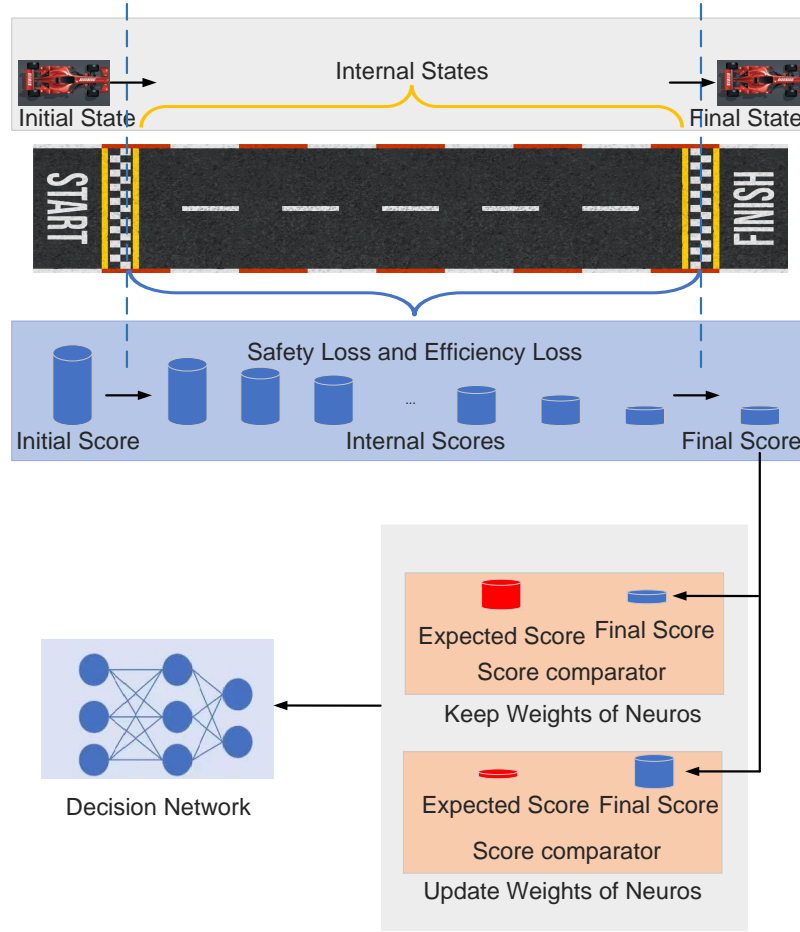 Internal States
Initial State
Final State
START
FINISH
Safety Loss and Efficiency Loss
...
Initial Score
Internal Scores
Final Score
Expected Score
Final Score
Score comparator
Keep Weights of Neuros
Expected Score
Final Score
Score comparator
Update Weights of Neuros
Decision Network